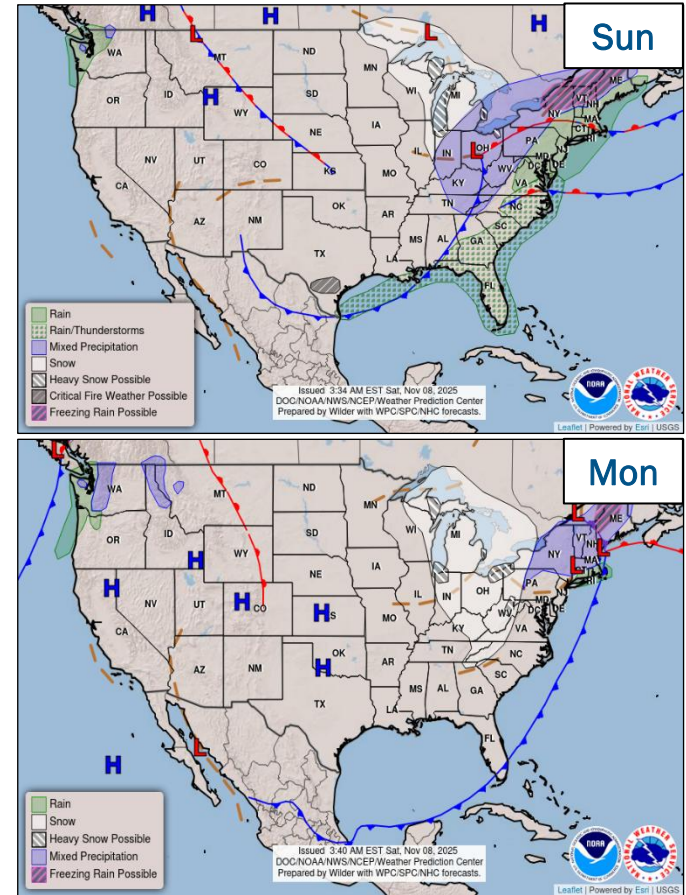 Sun
H
H
H
H
L
L
L
WA
MT
ND
MN
OR
ID
WY
SD
WI
MI
NE
IA
NV
UT
CO
KS
MO
IL
IN
OH
CA
AZ
NM
OK
AR
TN
KY
WV
VA
PA
NY
VT
NH
ME
MA
CT
RI
NJ
MD
DE
DC
NC
SC
GA
AL
MS
LA
TX
FL
Rain
Rain/Thunderstorms
Mixed Precipitation
Snow
Heavy Snow Possible
Critical Fire Weather Possible
Freezing Rain Possible
Issued 3:34 AM EST Sat, Nov 08, 2025
DOC/NOAA/NWS/NCEP/Weather Prediction Center
Prepared by Wilder with WPC/SPC/NHC forecasts.
NOAA
NATIONAL WEATHER SERVICE
Leaflet | Powered by Esri | USGS
Mon
L
L
L
L
L
H
H
H
H
H
H
WA
MT
ND
MN
OR
ID
WY
SD
WI
MI
NE
IA
NV
UT
CO
S
MO
IL
IN
OH
CA
AZ
NM
OK
AR
TN
KY
WV
VA
PA
NY
VT
NH
ME
MA
CT
RI
NJ
MD
DE
DC
NC
SC
GA
AL
MS
LA
TX
FL
Rain
Snow
Heavy Snow Possible
Mixed Precipitation
Freezing Rain Possible
Issued 3:40 AM EST Sat, Nov 08, 2025
DOC/NOAA/NWS/NCEP/Weather Prediction Center
Prepared by Wilder with WPC/SPC/NHC forecasts.
NOAA
NATIONAL WEATHER SERVICE
Leaflet | Powered by Esri | USGS